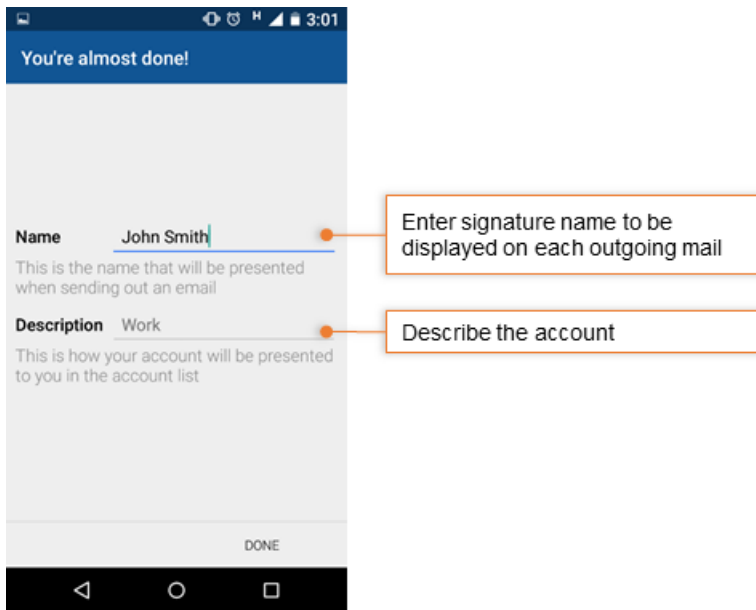 H 3:01
You're almost done!
Name John Smith
This is the name that will be presented
when sending out an email
Enter signature name to be
displayed on each outgoing mail
Description Work
This is how your account will be presented
to you in the account list
Describe the account
DONE